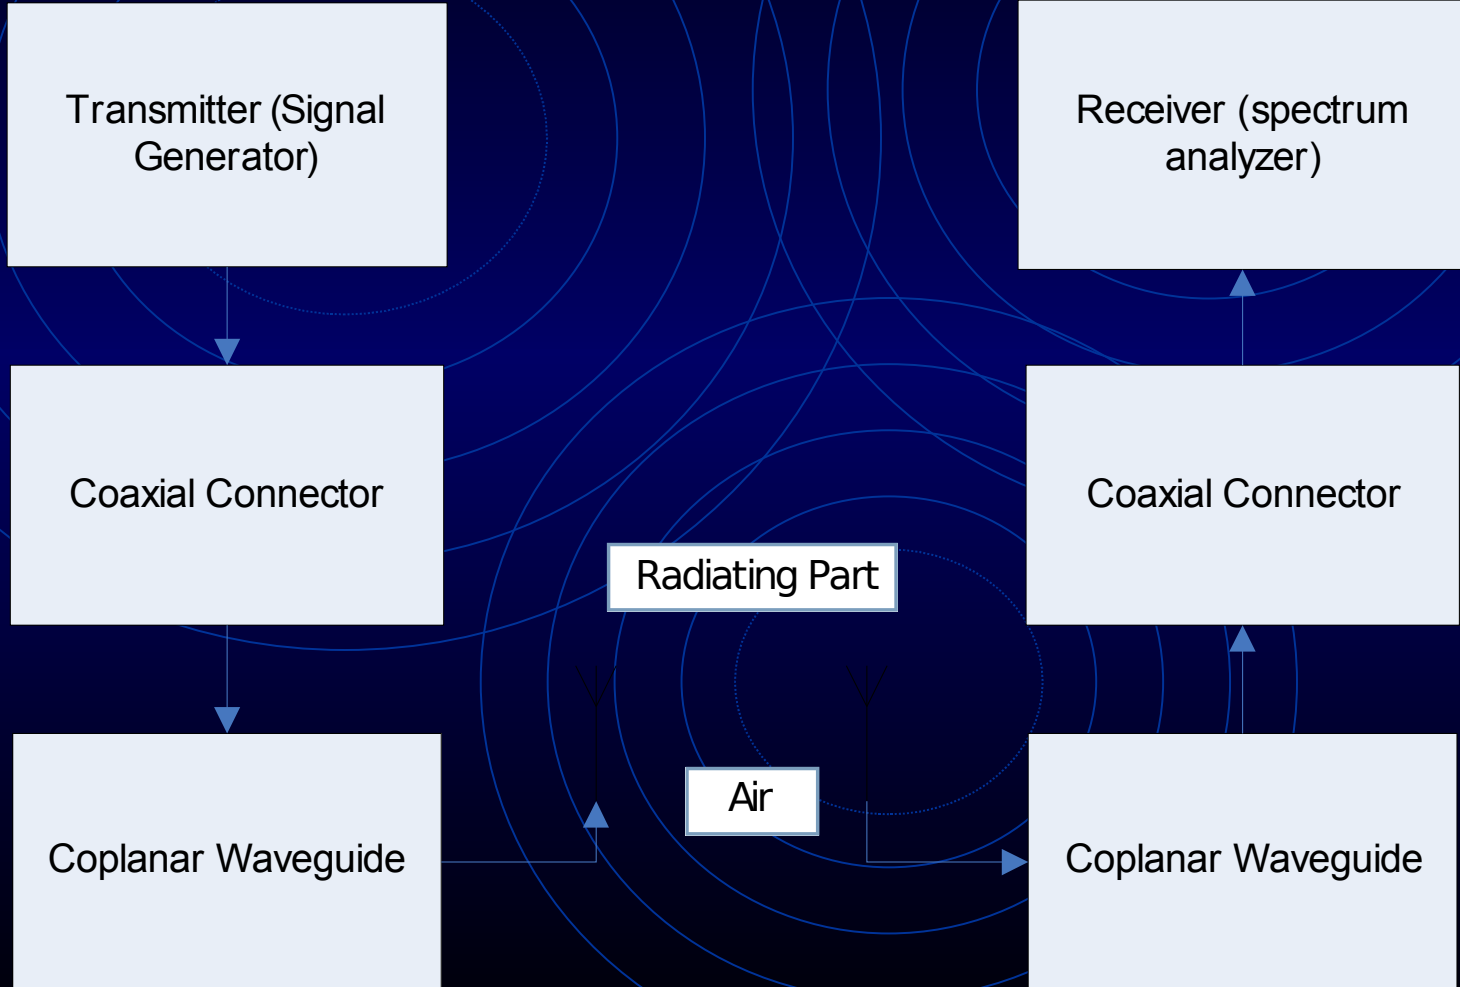 Transmitter (Signal
Generator)
Receiver (spectrum
analyzer)
Coaxial Connector
Coaxial Connector
Radiating Part
Air
Coplanar Waveguide
Coplanar Waveguide